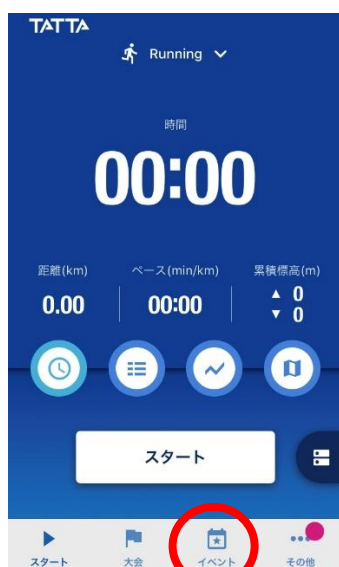 TATTA
Running
時間
00:00
距離(km) ペース(min/km) 累積標高(m)
0.00 00:00 ▲ 0
▼ 0
スタート
スタート 大会 イベント その他